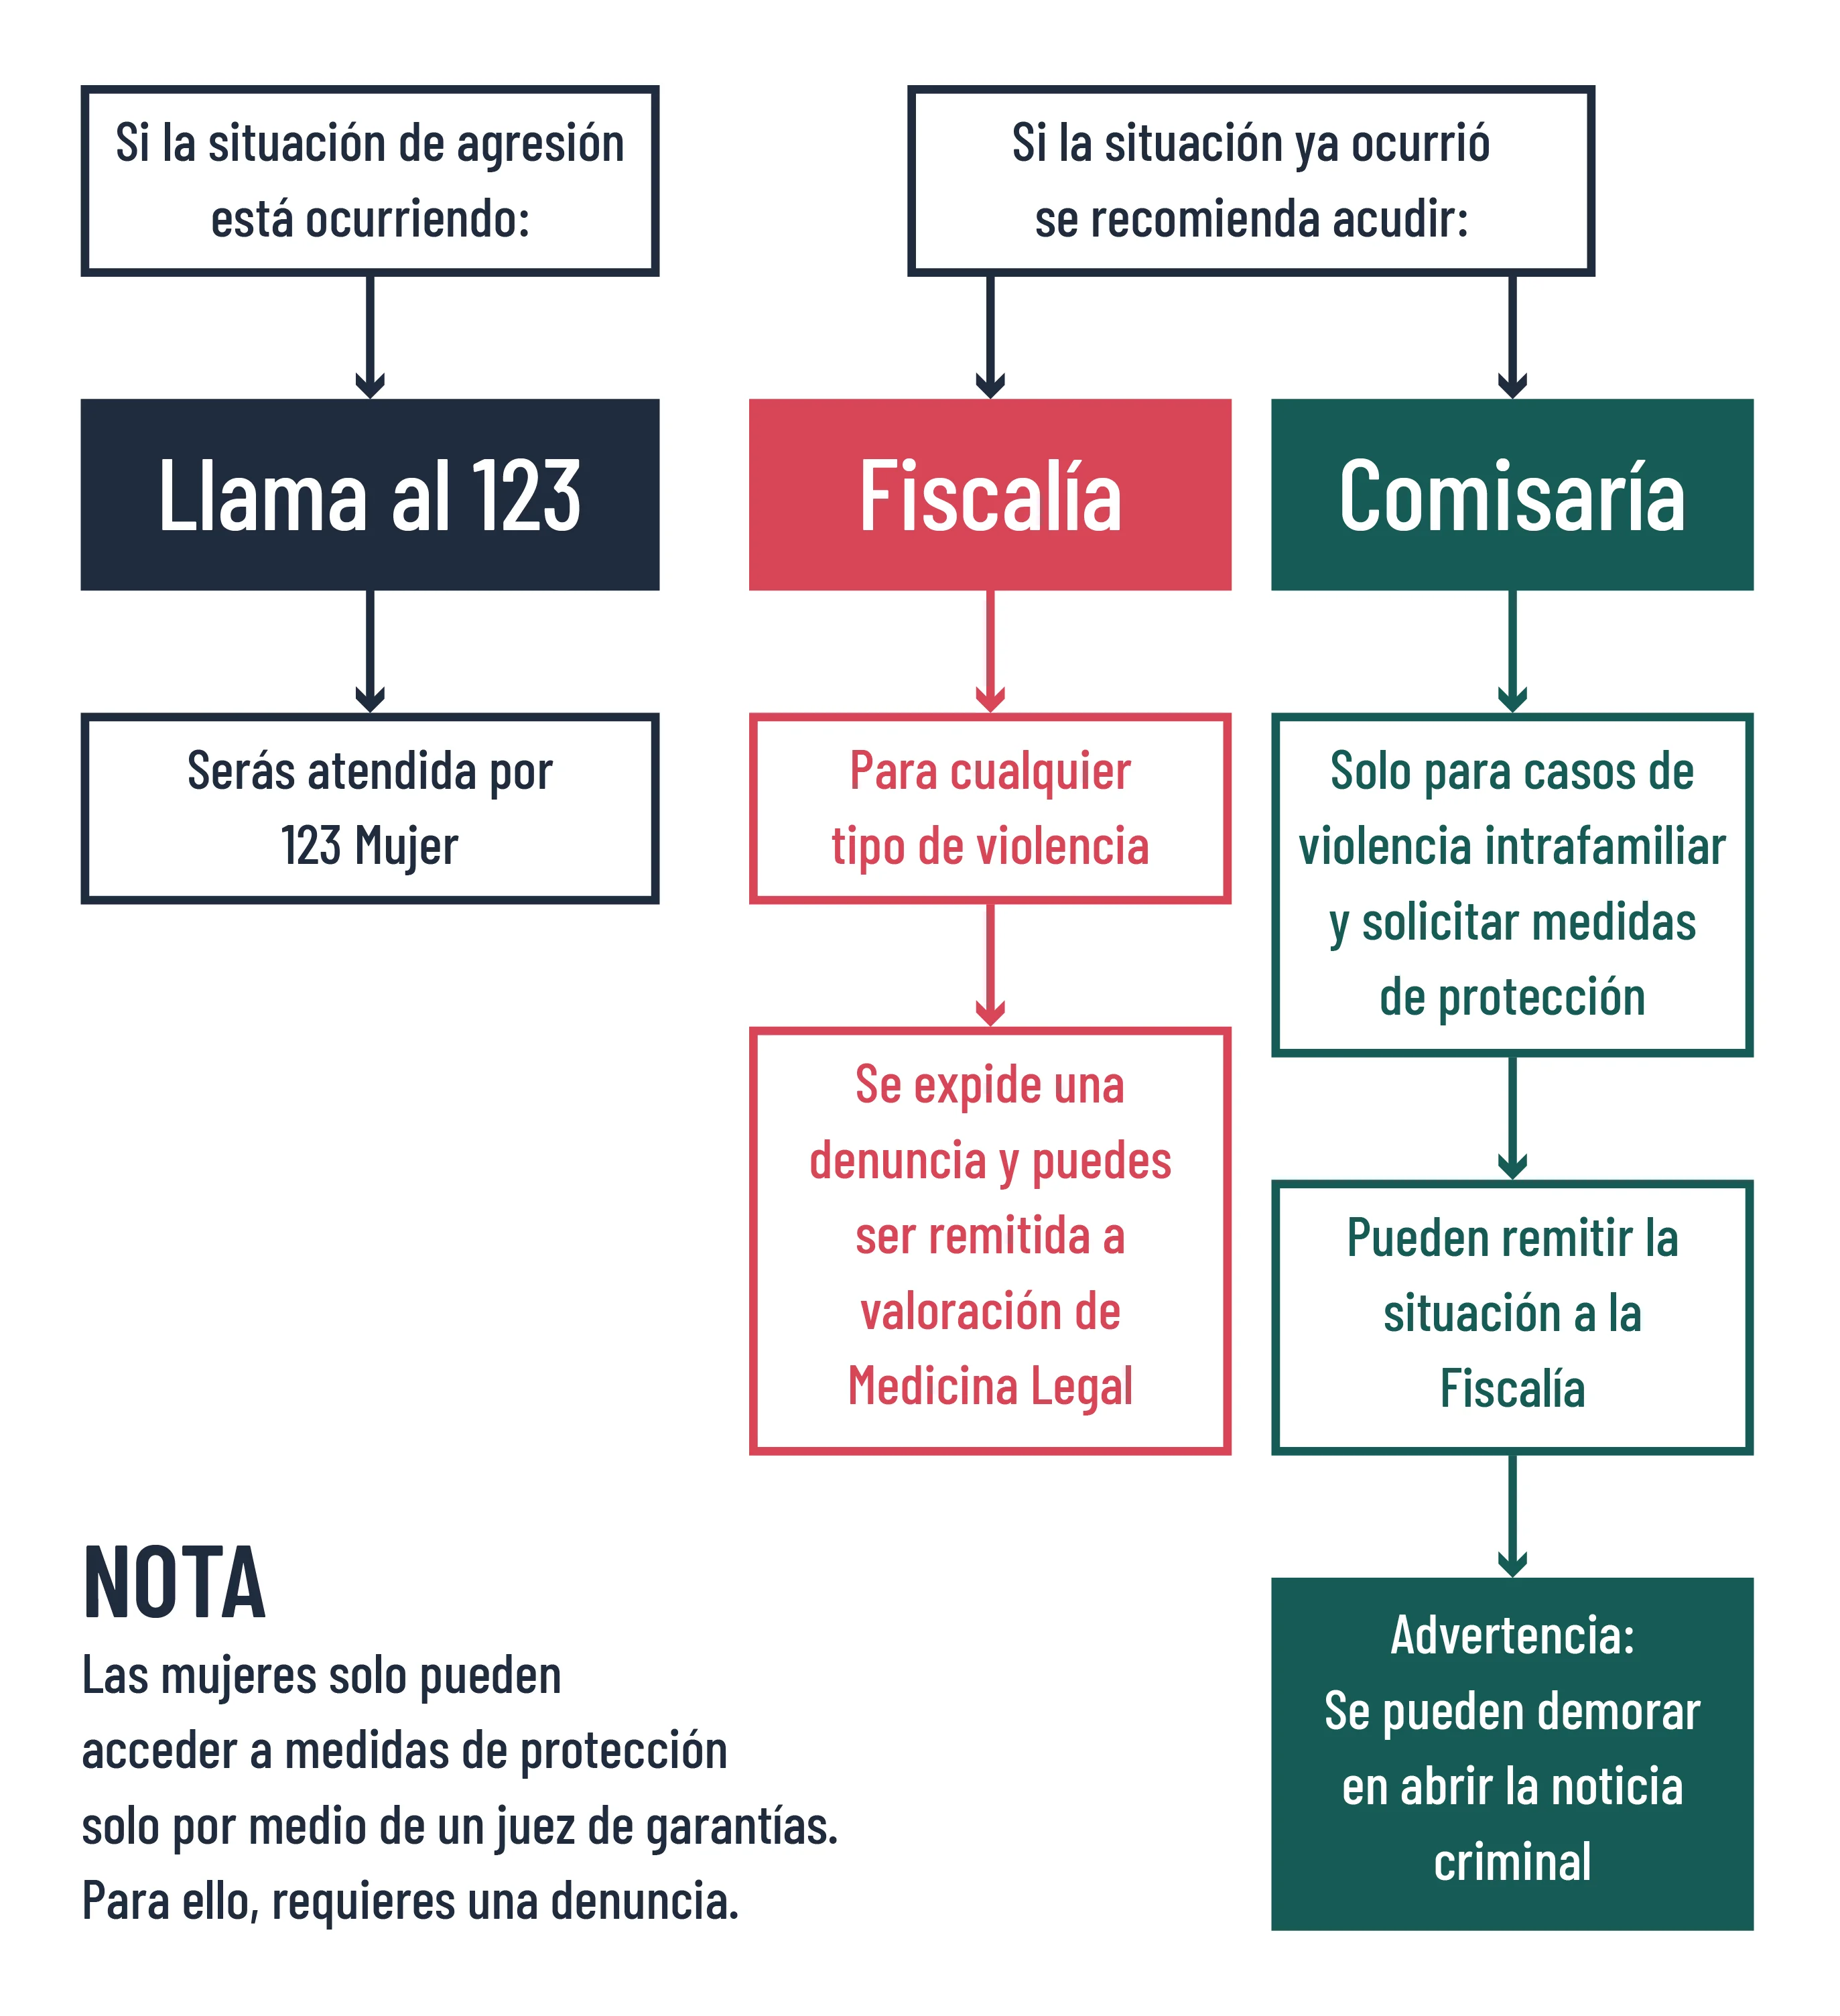 Si la situación de agresión
está ocurriendo:
Llama al 123
Serás atendida por
123 Mujer
Si la situación ya ocurrió
se recomienda acudir:
Fiscalía
Para cualquier
tipo de violencia
Se expide una
denuncia y puedes
ser remitida a
valoración de
Medicina Legal
Comisaría
Solo para casos de
violencia intrafamiliar
y solicitar medidas
de protección
Pueden remitir la
situación a la
Fiscalía
Advertencia:
Se pueden demorar
en abrir la noticia
criminal
NOTA
Las mujeres solo pueden
acceder a medidas de protección
solo por medio de un juez de garantías.
Para ello, requieres una denuncia.